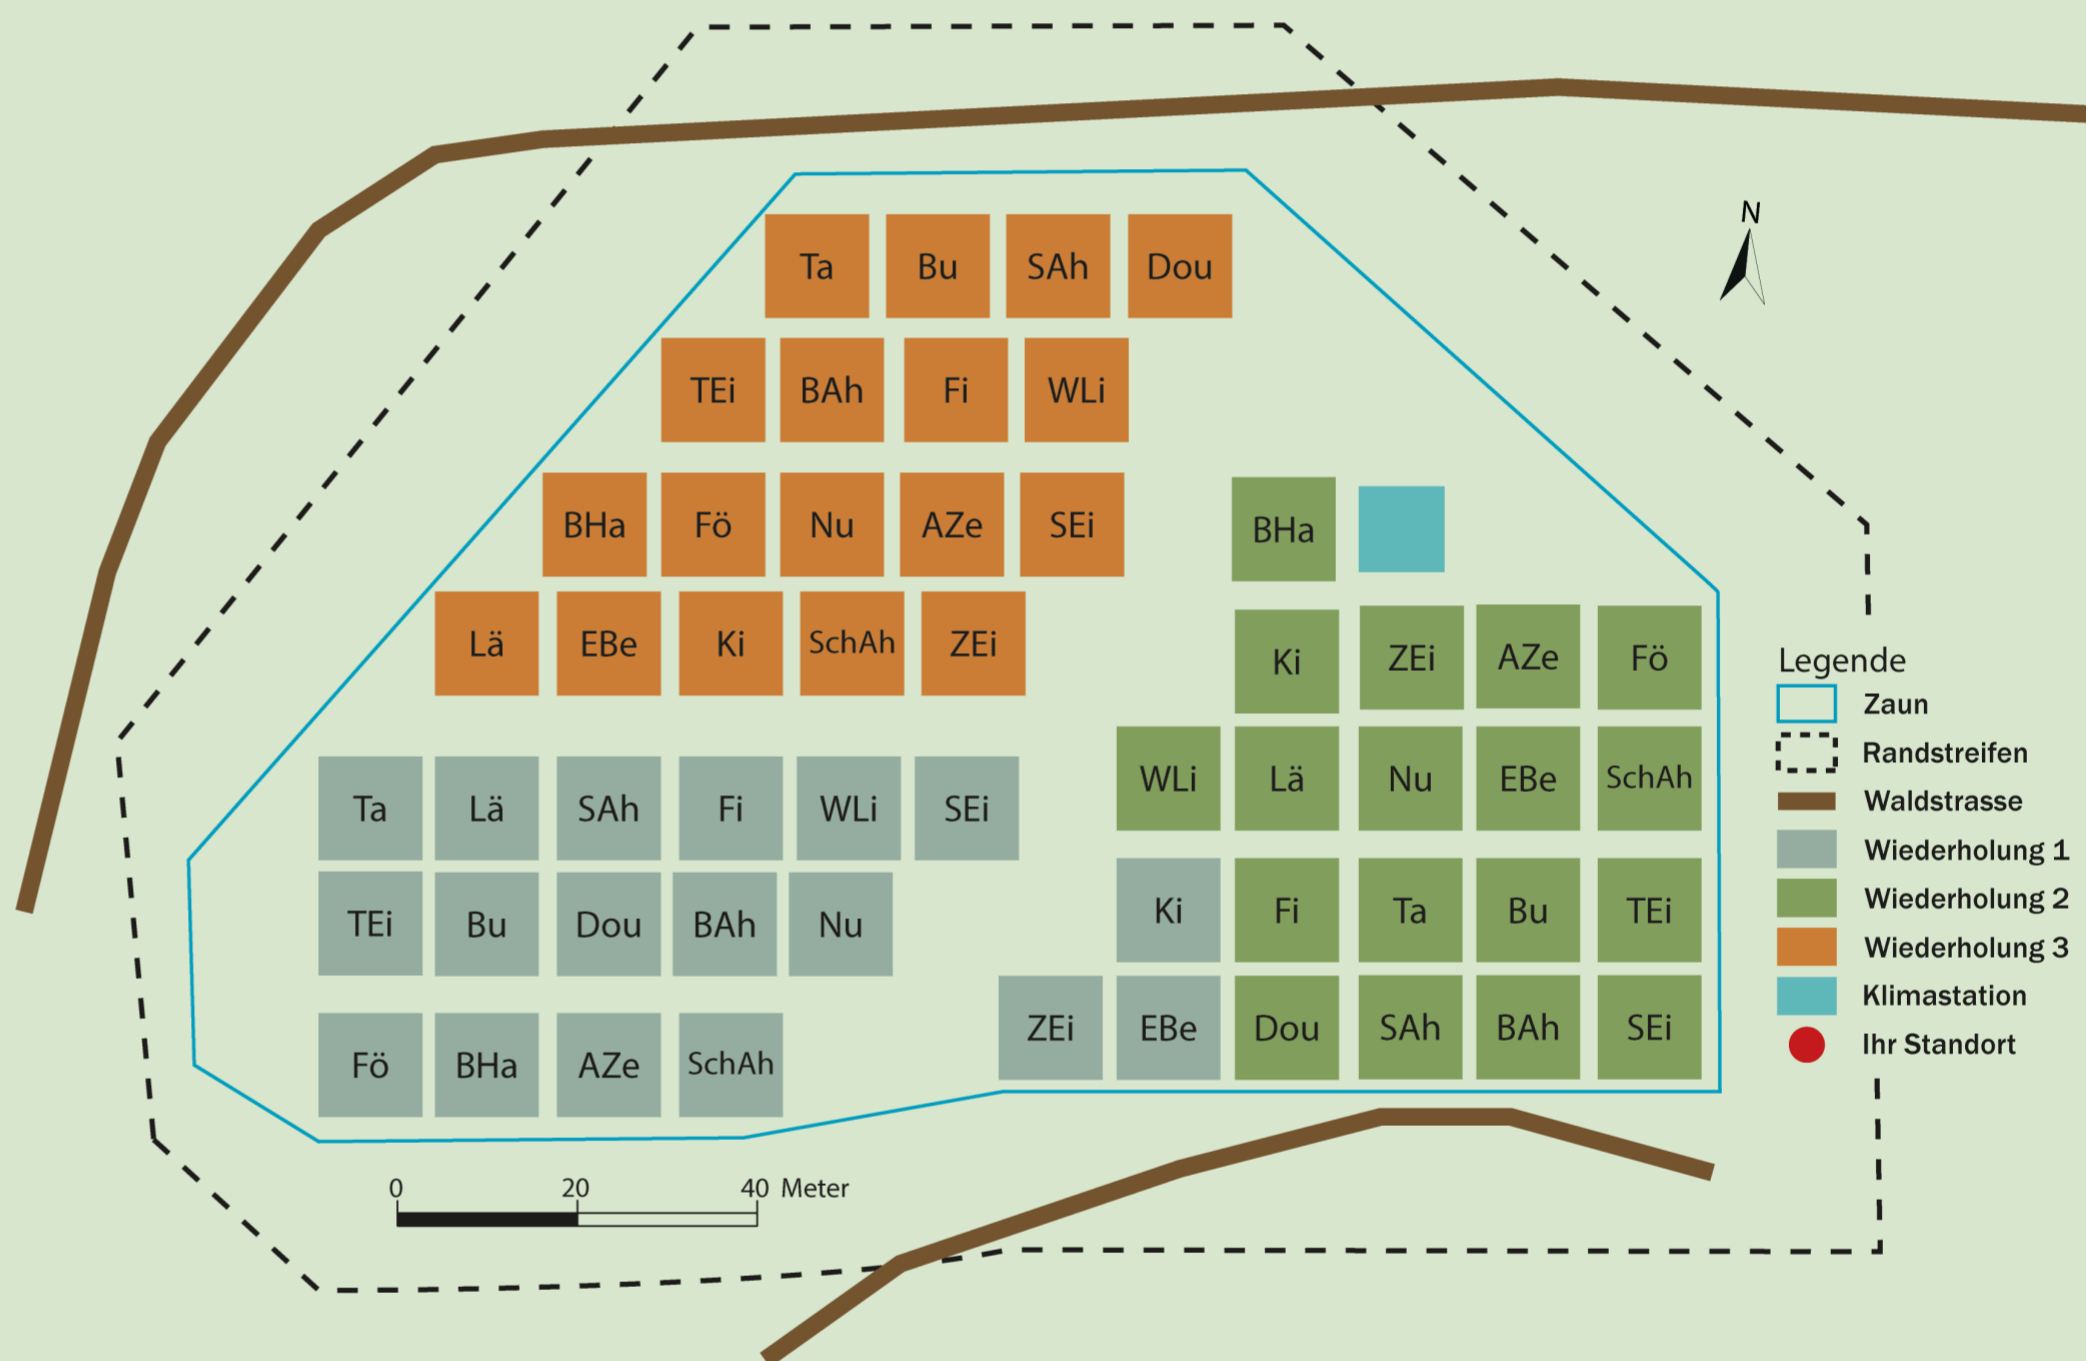 N
Ta Bu SAh Dou
TEi BAh Fi WLi
BHa Fö Nu AZe SEi
BHa
Lä EBe Ki SchAh ZEi
Ki ZEi AZe Fö
WLi Lä Nu EBe SchAh
Ta Lä SAh Fi WLi SEi
TEi Bu Dou BAh Nu
Ki Fi Ta Bu TEi
ZEi EBe Dou SAh BAh SEi
Fö BHa AZe SchAh
0 20 40 Meter
Legende
Zaun
Randstreifen
Waldstrasse
Wiederholung 1
Wiederholung 2
Wiederholung 3
Klimastation
Ihr Standort